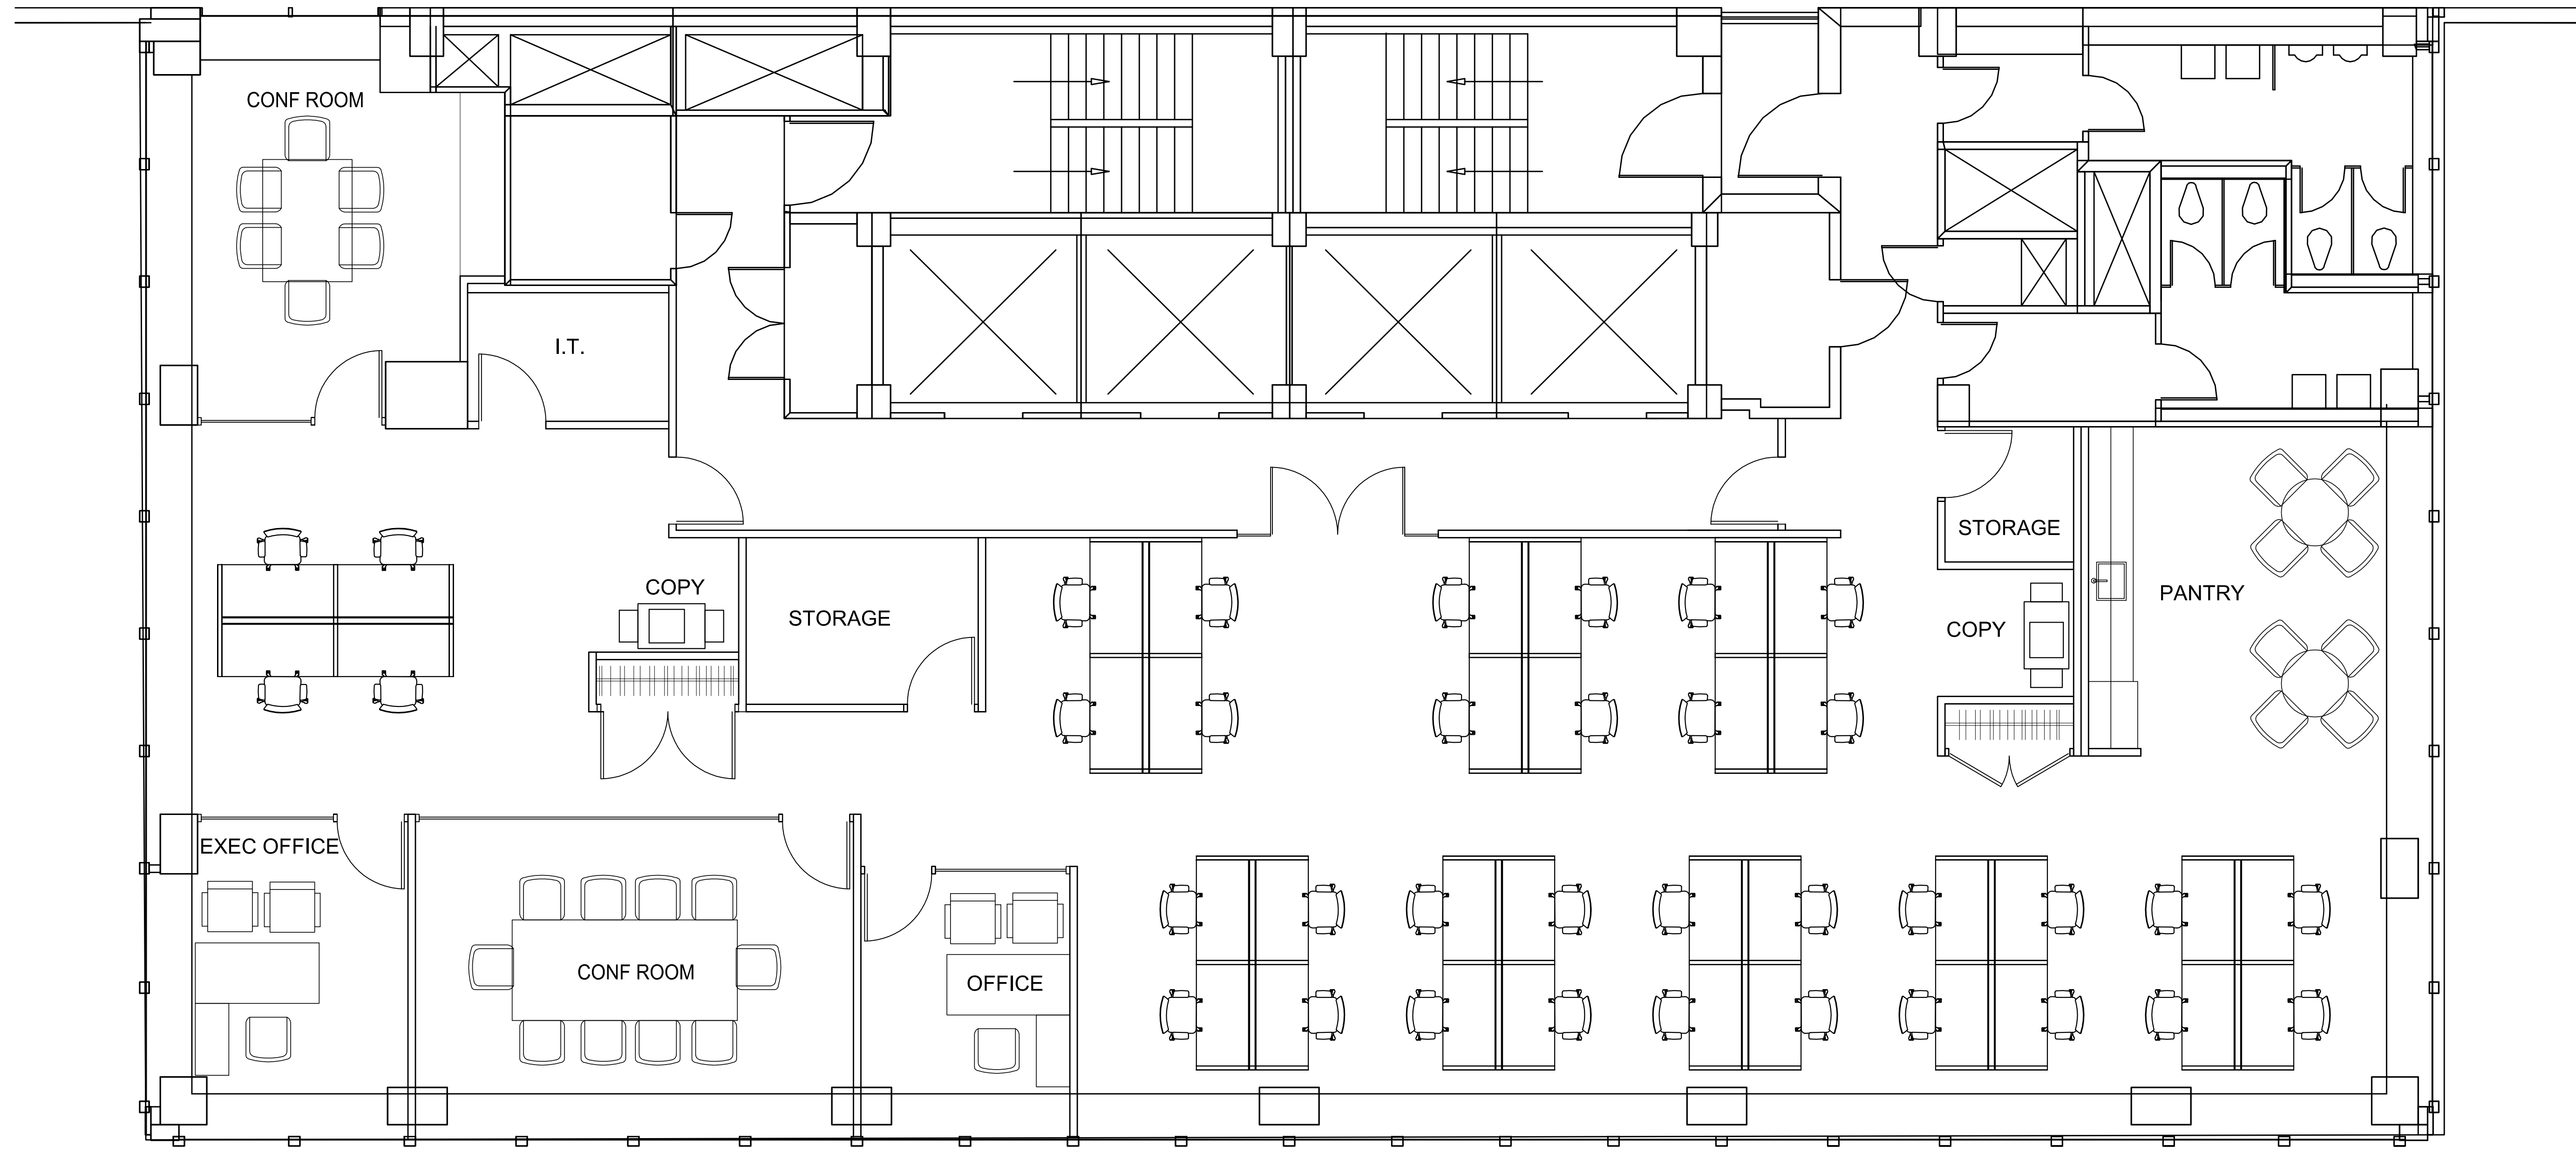 CONF ROOM
I.T.
STORAGE
COPY
PANTRY
STORAGE
COPY
EXEC OFFICE
CONF ROOM
OFFICE